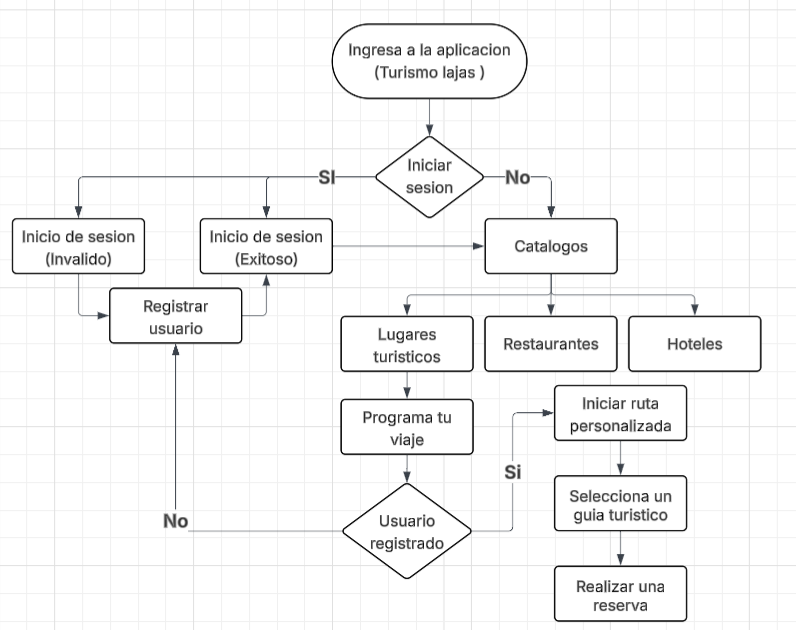 Ingresa a la aplicacion
(Turismo lajas )
Iniciar
sesion
SI
No
Inicio de sesion
(Invalido)
Inicio de sesion
(Exitoso)
Catalogos
Registrar
usuario
Lugares
turisticos
Restaurantes
Hoteles
Programa tu
viaje
Iniciar ruta
personalizada
Si
Selecciona un
guia turistico
No
Usuario
registrado
Realizar una
reserva